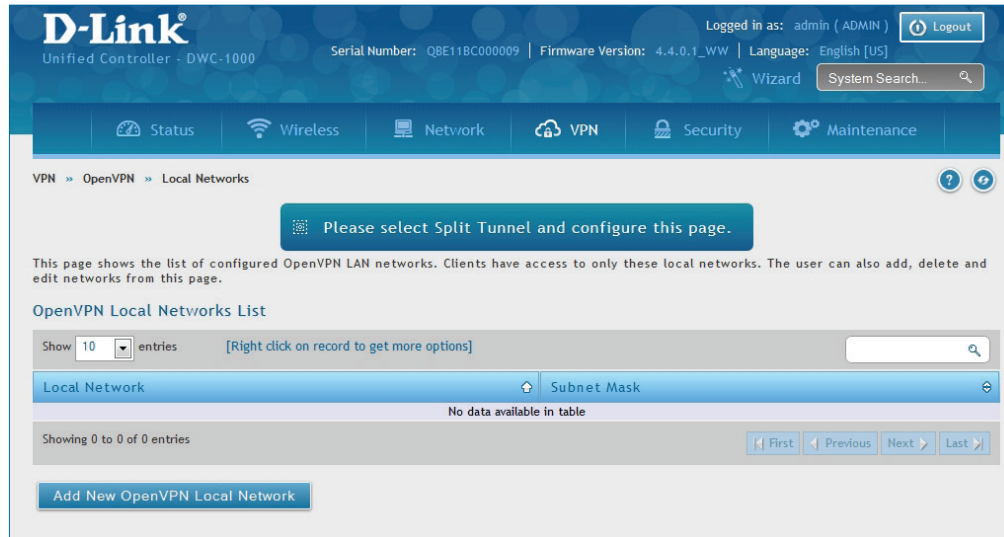 D-Link®
Unified Controller - DWC-1000
Logged in as: admin ( ADMIN ) Logout
Serial Number: QBE11BC000009 | Firmware Version: 4.4.0.1_WW | Language: English [US]
Wizard System Search...
Status Wireless Network VPN Security Maintenance
VPN » OpenVPN » Local Networks ?
Please select Split Tunnel and configure this page.
This page shows the list of configured OpenVPN LAN networks. Clients have access to only these local networks. The user can also add, delete and
edit networks from this page.
OpenVPN Local Networks List
Show 10 entries [Right click on record to get more options]
Local Network Subnet Mask
No data available in table
Showing 0 to 0 of 0 entries First Previous Next Last
Add New OpenVPN Local Network